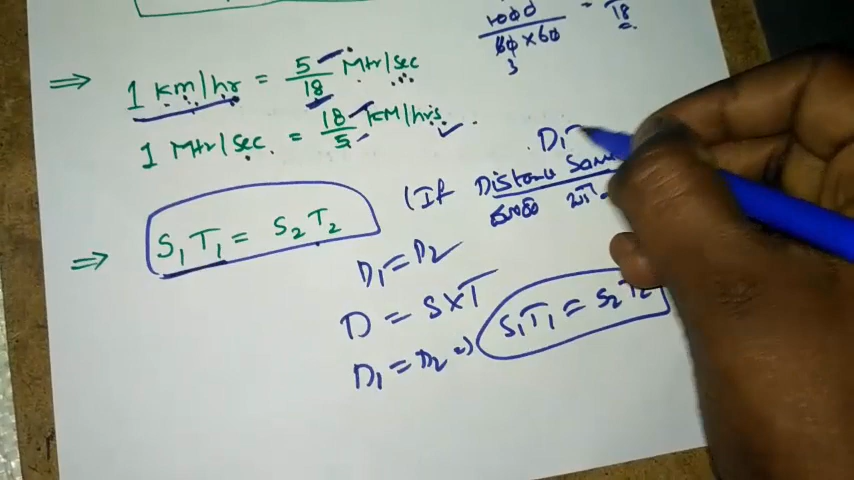 1000
60 × 60
18
3
⇒ 1 km/hr = 5/18 Mtr/sec
1 Mtr/sec = 18/5 KM/hrs
D1
(If Distance Same
⇒ S₁T₁ = S₂T₂
D₁ = D₂
D = S×T
D₁ = D₂ ⇒ S₁T₁ = S₂T₂